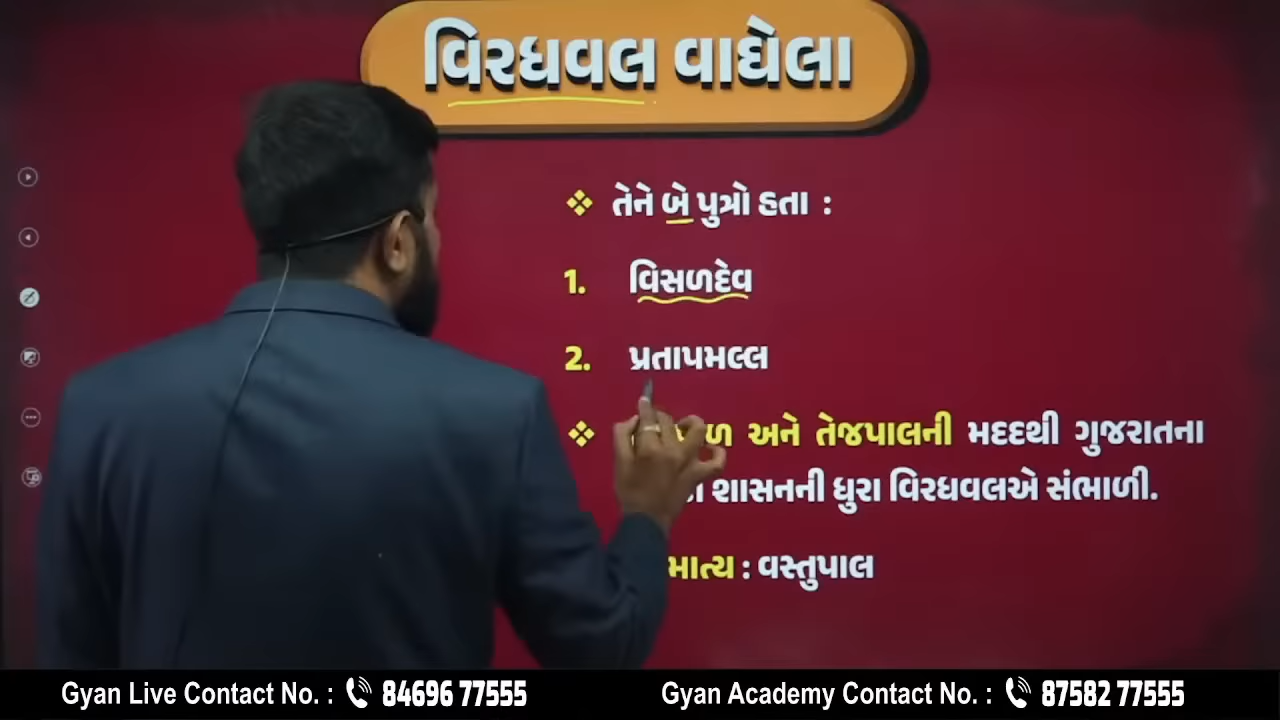 વિરધવલ વાઘેલા
❖ તેને બે પુત્રો હતા :
1. વિસળદેવ
2. પ્રતાપમલ્લ
❖ અને તેજપાલની મદદથી ગુજરાતના
શાસનની ધુરા વિરધવલએ સંભાળી.
: વસ્તુપાલ
Gyan Live Contact No. : 84696 77555
Gyan Academy Contact No. : 87582 77555